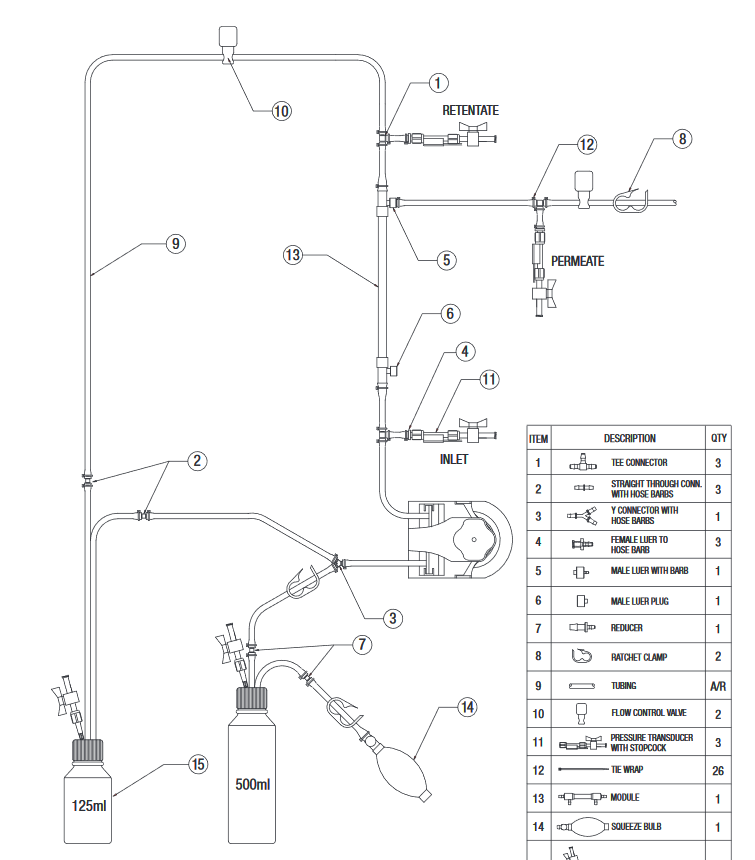 1
RETENTATE
10
12
8
9
13
5
PERMEATE
6
4
11
INLET
2
3
7
14
15
125ml
500ml
ITEM DESCRIPTION QTY
1 TEE CONNECTOR 3
2 STRAIGHT THROUGH CONN.
WITH HOSE BARBS 3
3 Y CONNECTOR WITH
HOSE BARBS 1
4 FEMALE LUER TO
HOSE BARB 3
5 MALE LUER WITH BARB 1
6 MALE LUER PLUG 1
7 REDUCER 1
8 RATCHET CLAMP 2
9 TUBING A/R
10 FLOW CONTROL VALVE 2
11 PRESSURE TRANSDUCER
WITH STOPCOCK 3
12 TIE WRAP 26
13 MODULE 1
14 SQUEEZE BULB 1